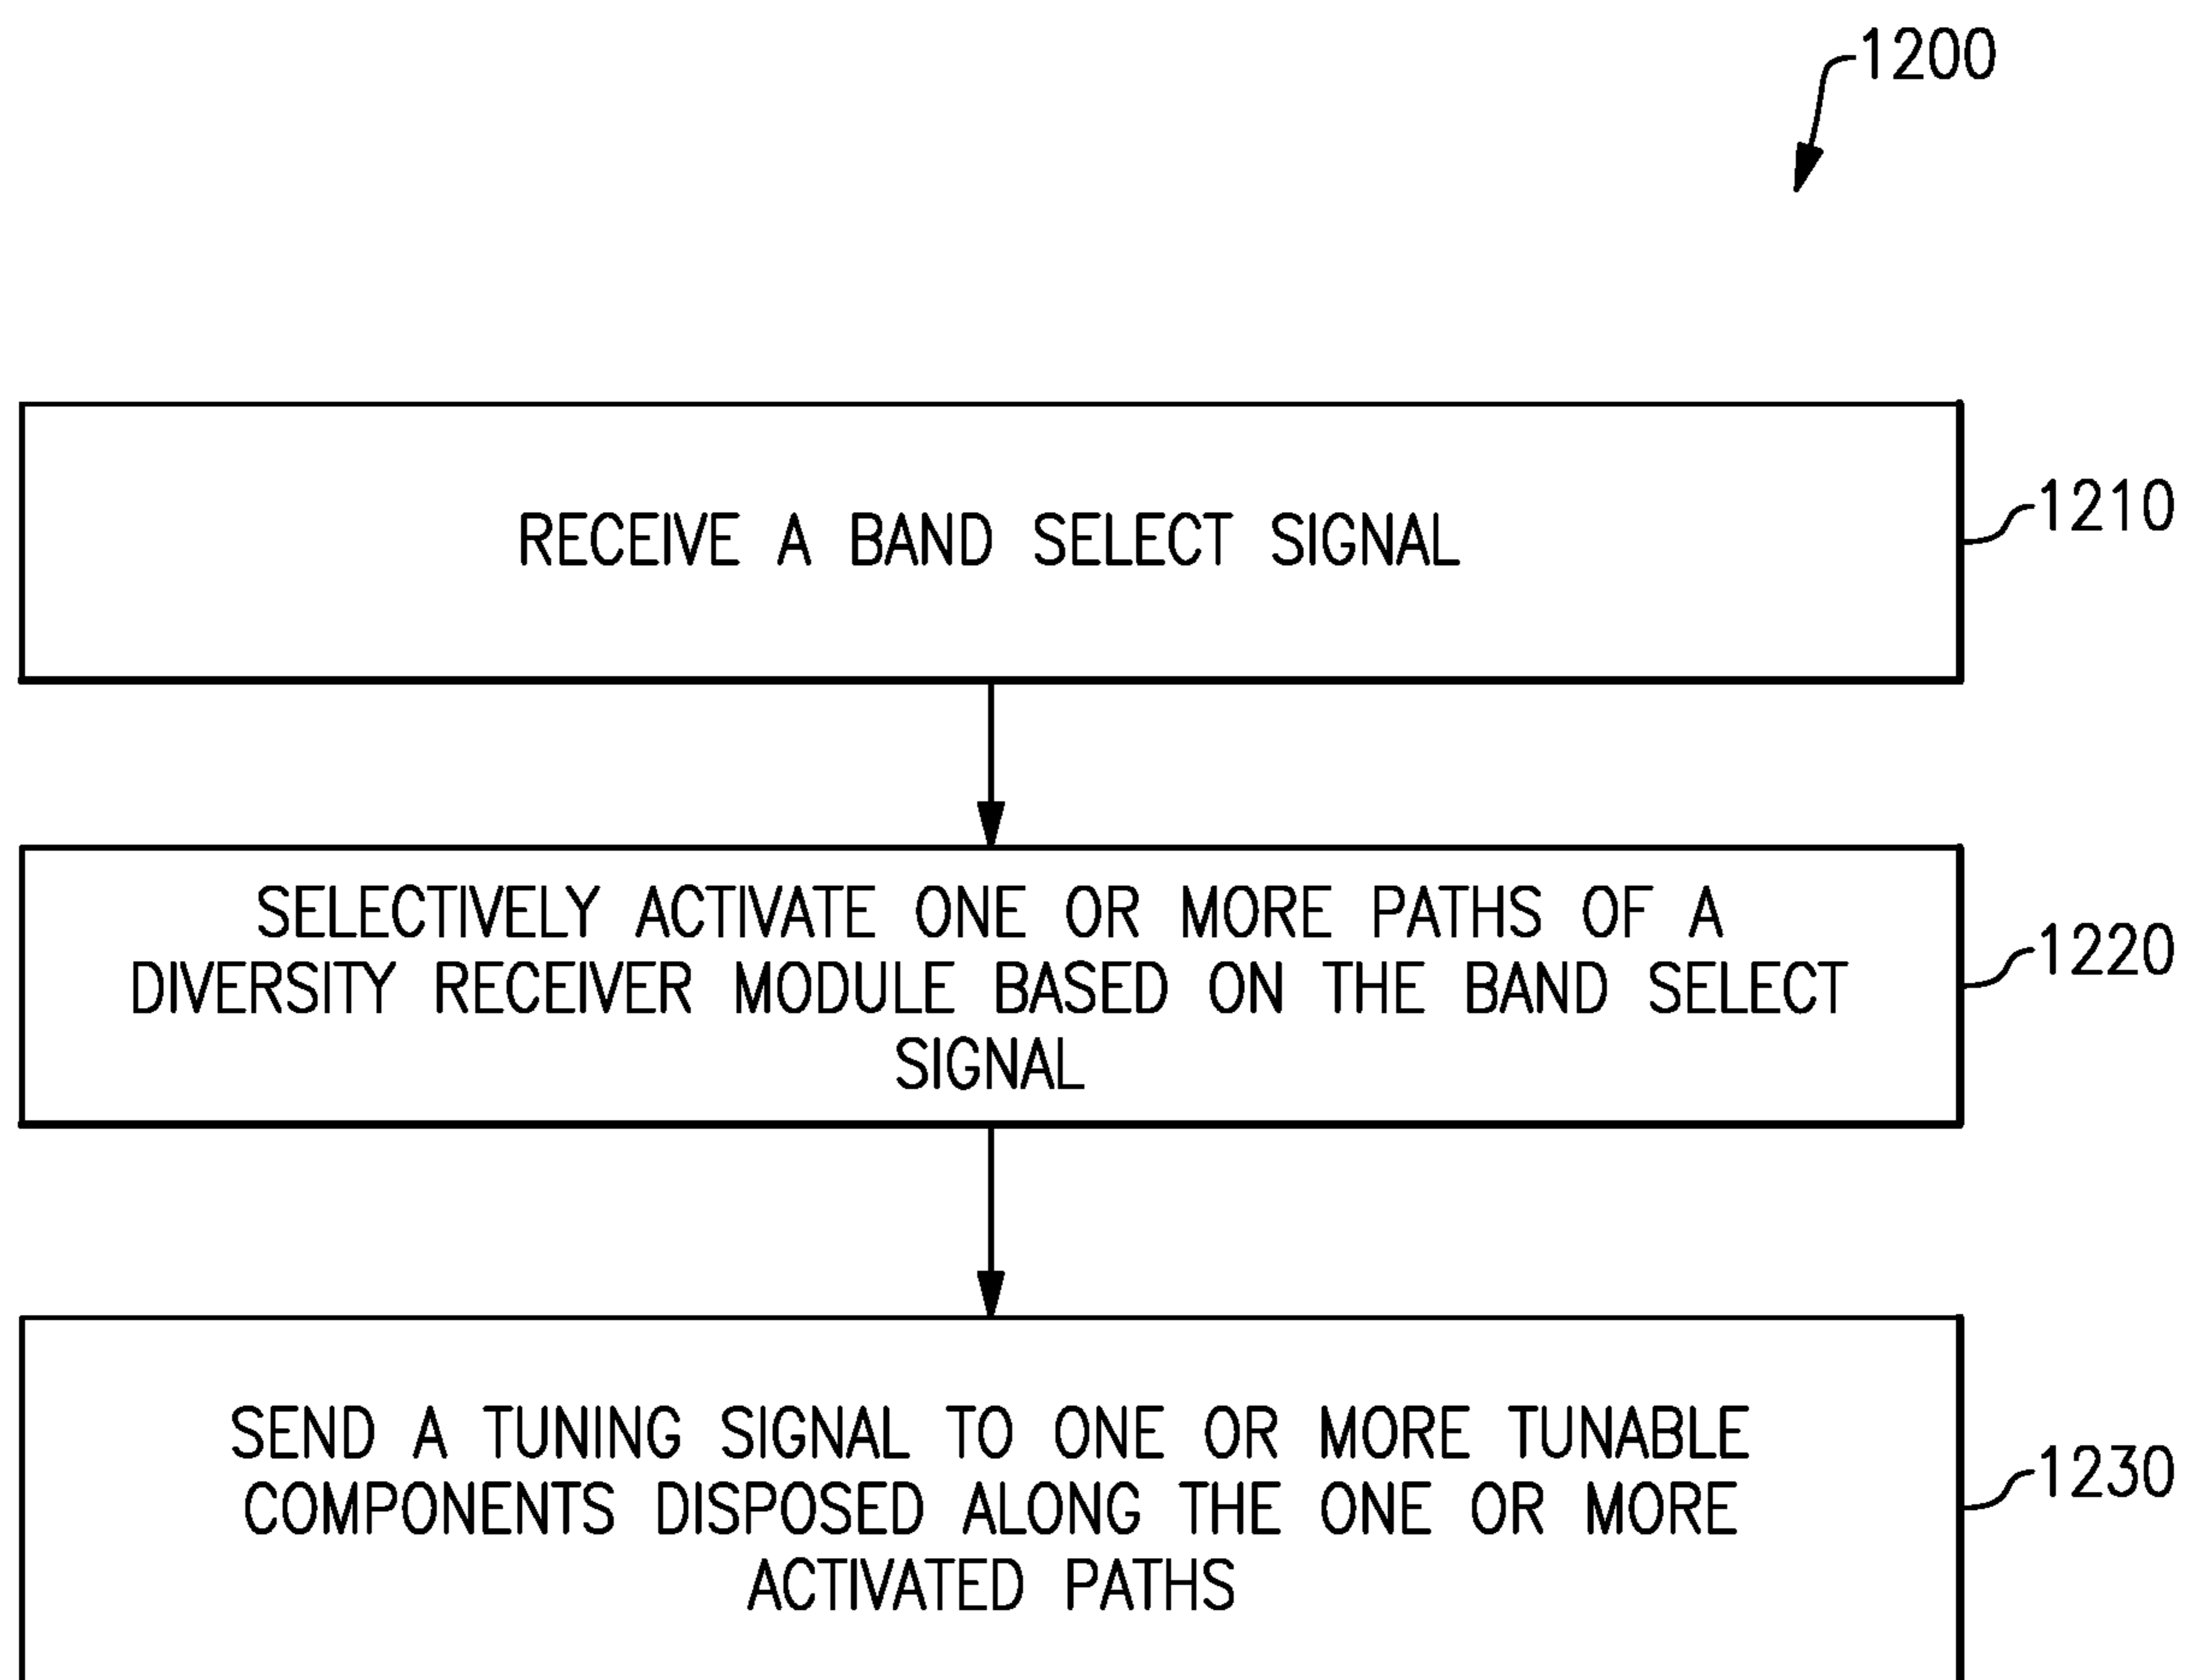 1200
RECEIVE A BAND SELECT SIGNAL
1210
SELECTIVELY ACTIVATE ONE OR MORE PATHS OF A
DIVERSITY RECEIVER MODULE BASED ON THE BAND SELECT
SIGNAL
1220
SEND A TUNING SIGNAL TO ONE OR MORE TUNABLE
COMPONENTS DISPOSED ALONG THE ONE OR MORE
ACTIVATED PATHS
1230